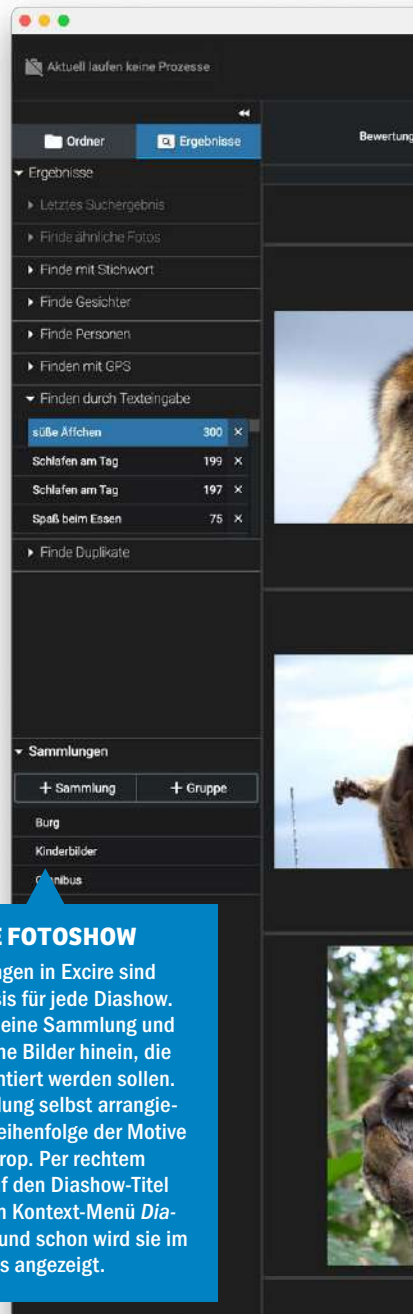 Aktuell laufen keine Prozesse
Ordner
Ergebnisse
Bewertung
Ergebnisse
Letztes Suchergebnis
Finde ähnliche Fotos
Finde mit Stichwort
Finde Gesichter
Finde Personen
Finden mit GPS
Finden durch Texteingabe
süße Äffchen 300 ×
Schlafen am Tag 199 ×
Schlafen am Tag 197 ×
Spaß beim Essen 75 ×
Finde Duplikate
Sammlungen
+ Sammlung + Gruppe
Burg
Kinderbilder
nibus
E FOTOSHOW
gen in Excire sind
is für jede Diashow.
eine Sammlung und
ne Bilder hinein, die
ntiert werden sollen.
lung selbst arrangie-
eihenfolge der Motive
rop. Per rechtem
f den Diashow-Titel
n Kontext-Menü Dia-
und schon wird sie im
s angezeigt.